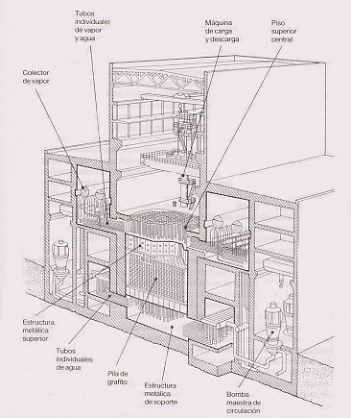 Tubos
individuales
de vapor
y agua
Máquina
de carga
y descarga
Piso
superior
central
Colector
de vapor
Estructura
metálica
superior
Tubos
individuales
de agua
Pila de
grafito
Estructura
metálica
de soporte
Bomba
maestra de
circulación